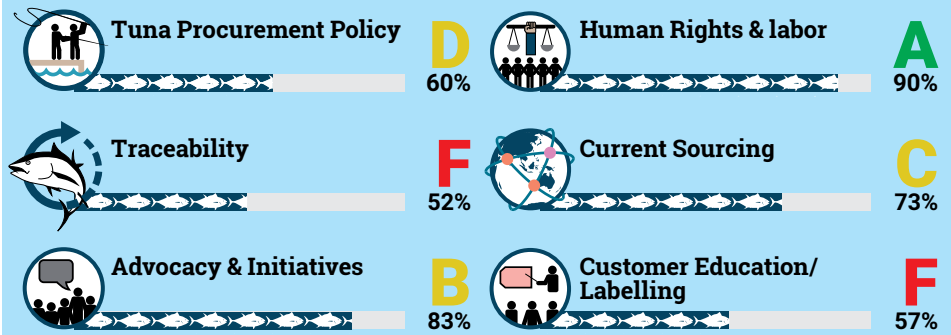 Tuna Procurement Policy
D
60%
Human Rights & labor
A
90%
Traceability
F
52%
Current Sourcing
C
73%
Advocacy & Initiatives
B
83%
Customer Education/
Labelling
F
57%